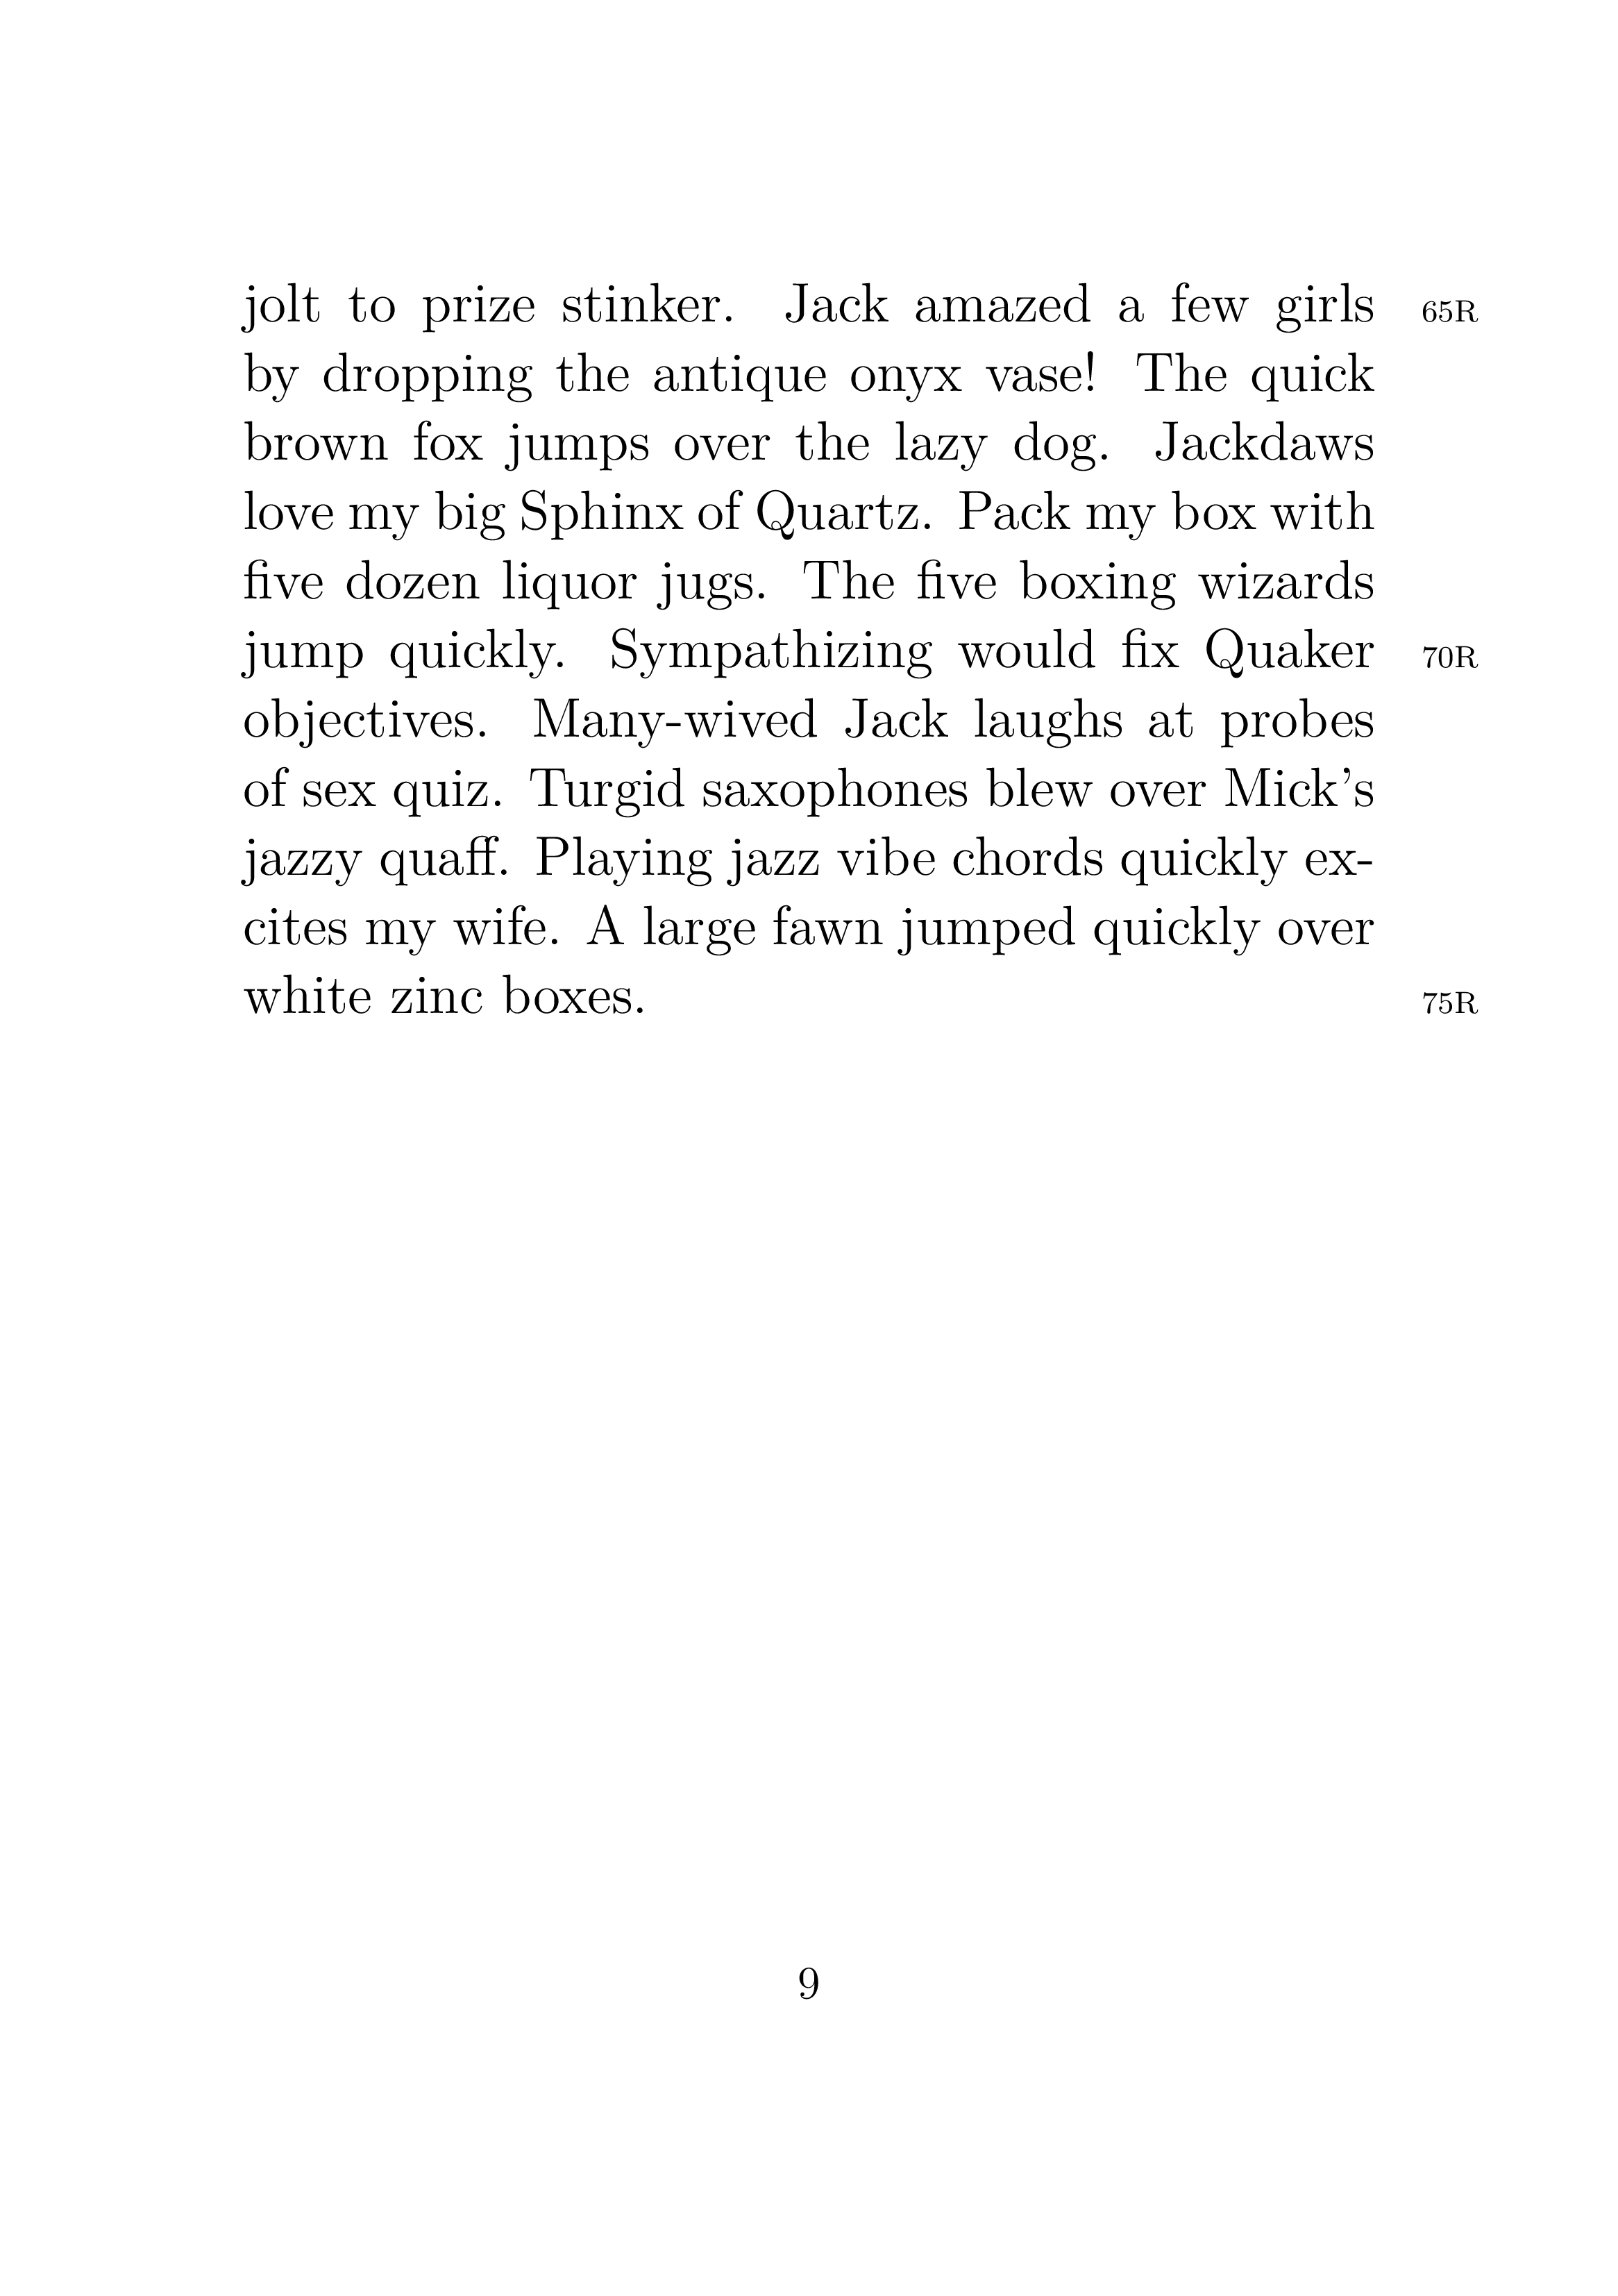 jolt to prize stinker. Jack amazed a few girls 65R
by dropping the antique onyx vase! The quick
brown fox jumps over the lazy dog. Jackdaws
love my big Sphinx of Quartz. Pack my box with
five dozen liquor jugs. The five boxing wizards
jump quickly. Sympathizing would fix Quaker 70R
objectives. Many-wived Jack laughs at probes
of sex quiz. Turgid saxophones blew over Mick’s
jazzy quaff. Playing jazz vibe chords quickly ex-
cites my wife. A large fawn jumped quickly over
white zinc boxes. 75R
9